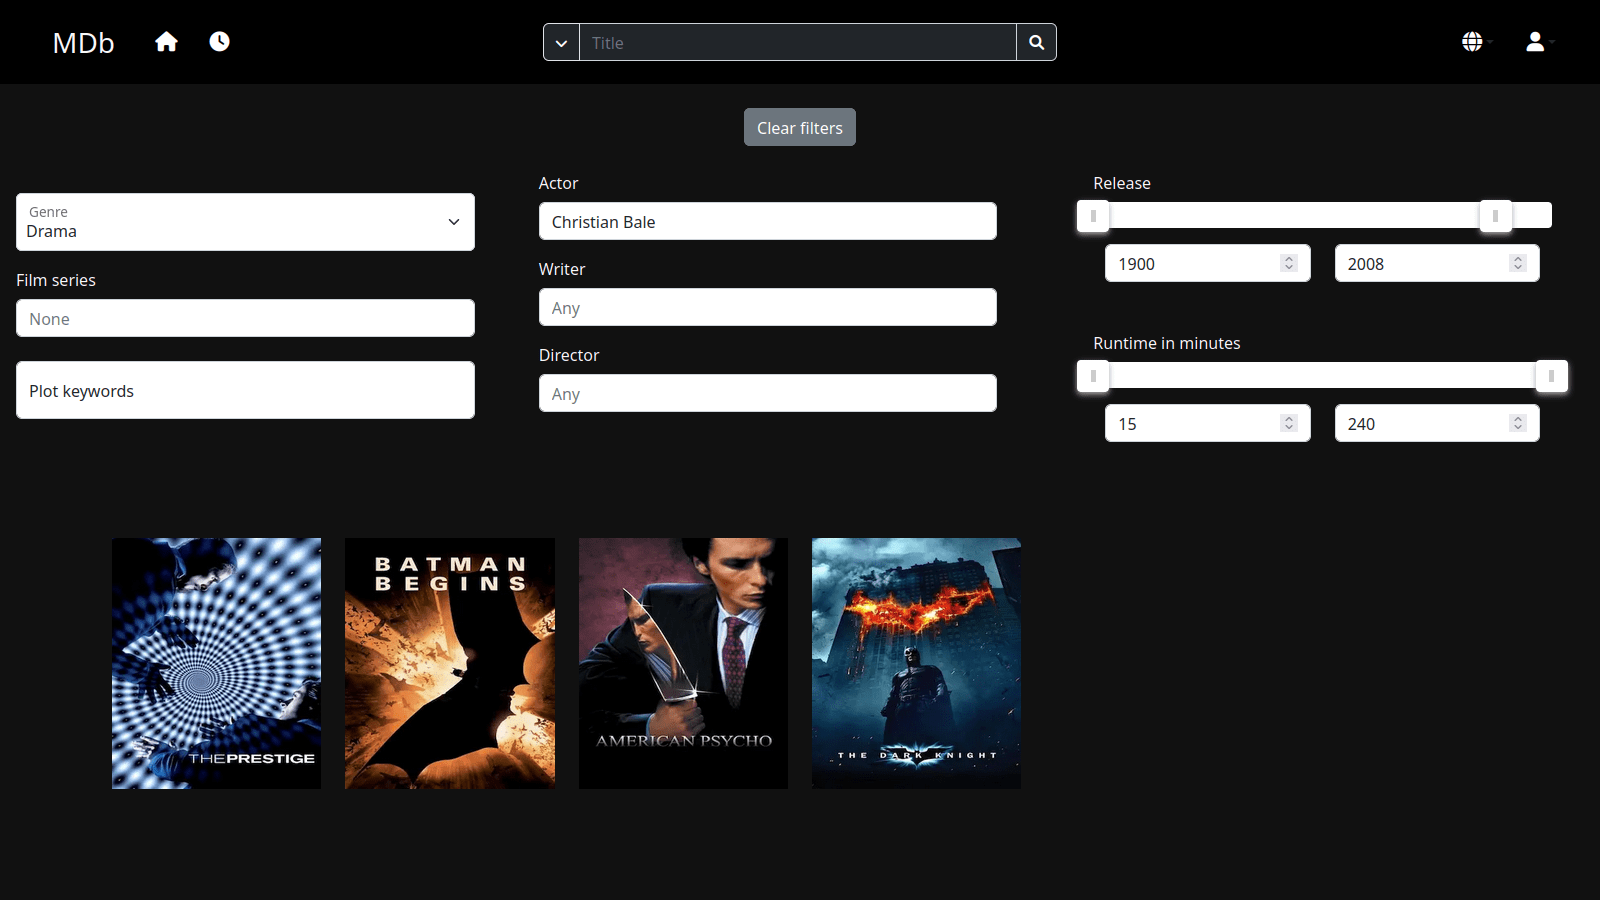 MDb
Title
Clear filters
Genre
Drama
Film series
None
Plot keywords
Actor
Christian Bale
Writer
Any
Director
Any
Release
1900
2008
Runtime in minutes
15
240
THEPRESTIGE
BATMAN
BEGINS
AMERICAN PSYCHO
THE DARK KNIGHT